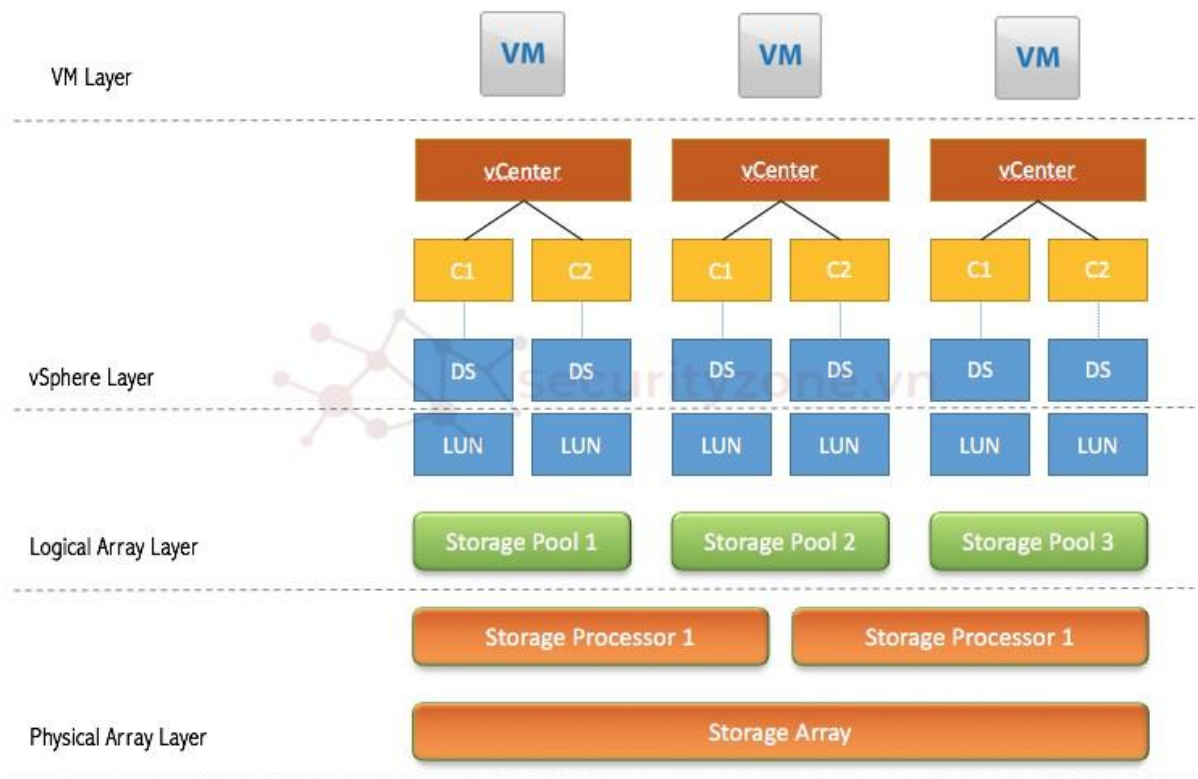 VM VM VM
VM Layer
vCenter vCenter vCenter
C1 C2 C1 C2 C1 C2
DS DS DS DS DS DS
vSphere Layer
securityzone.vn
LUN LUN LUN LUN LUN LUN
Storage Pool 1 Storage Pool 2 Storage Pool 3
Logical Array Layer
Storage Processor 1 Storage Processor 1
Storage Array
Physical Array Layer